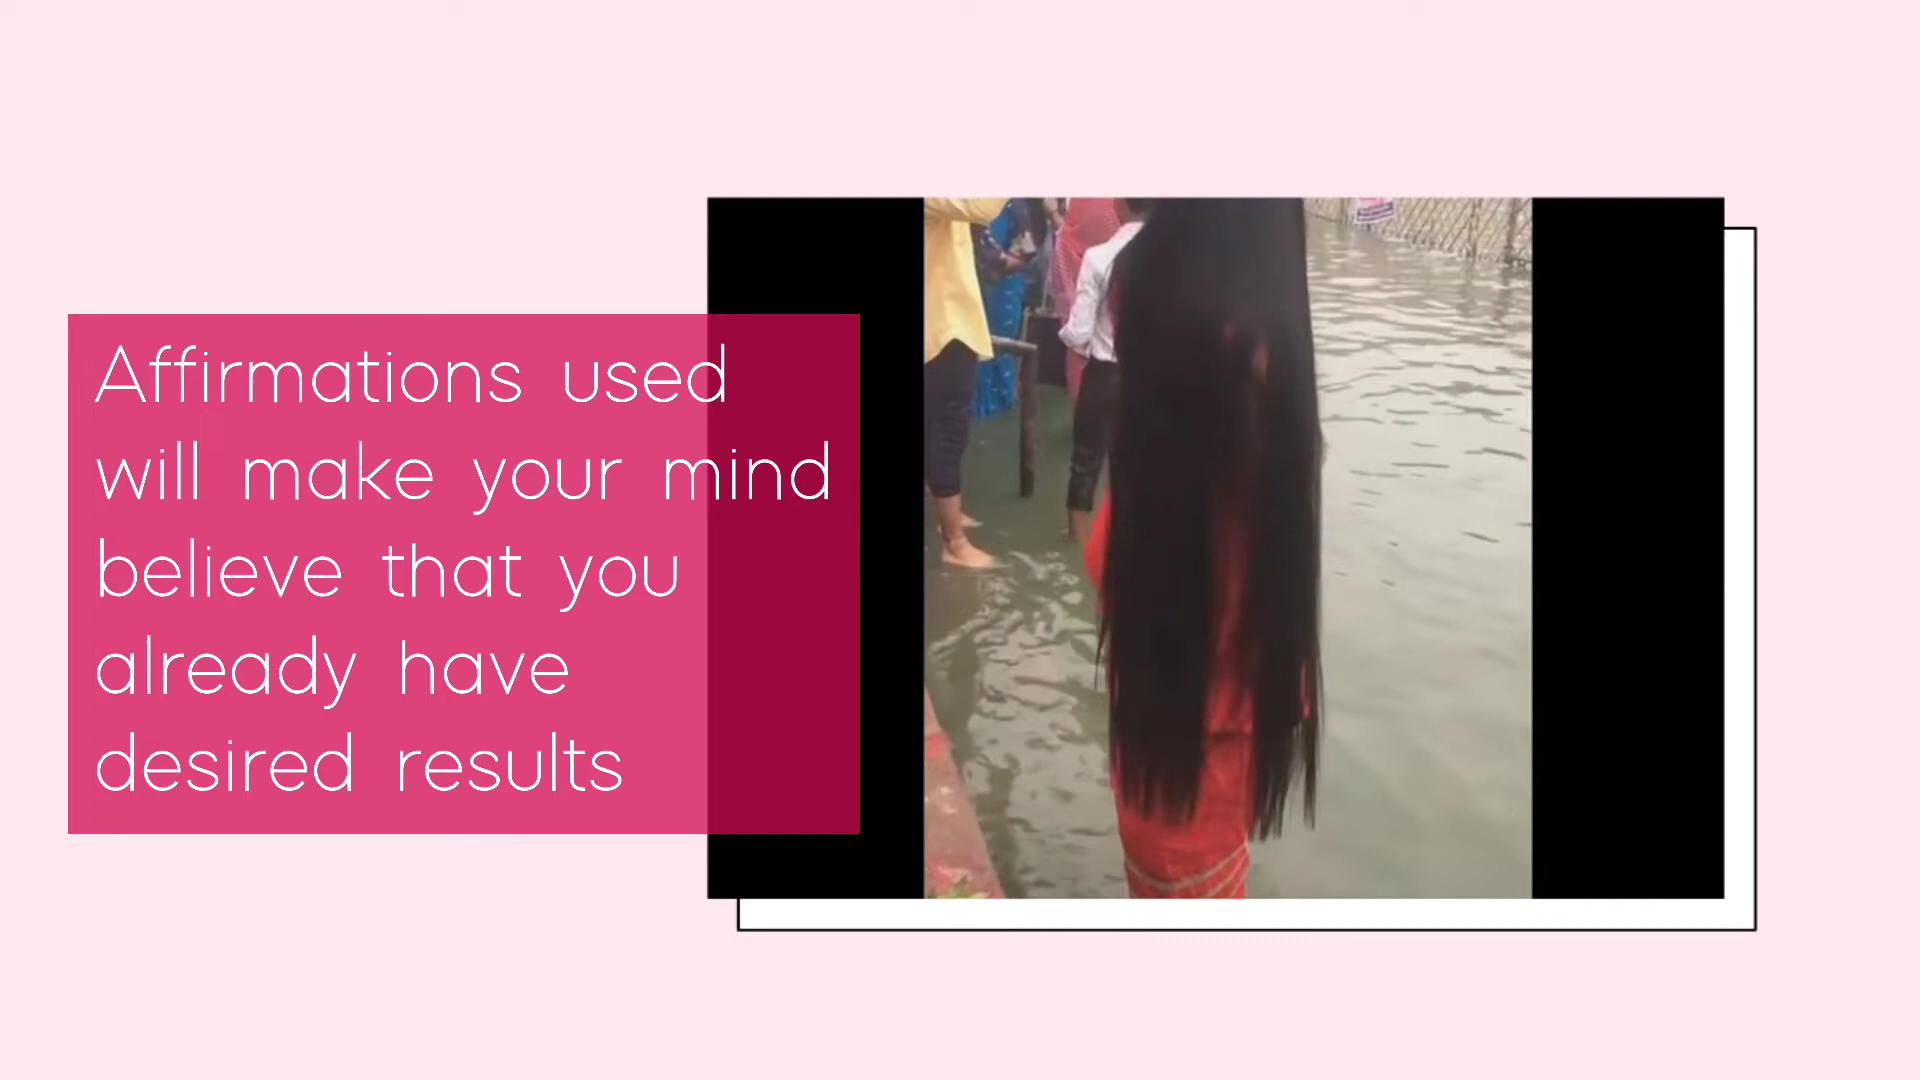 Affirmations used
will make your mind
believe that you
already have
desired results